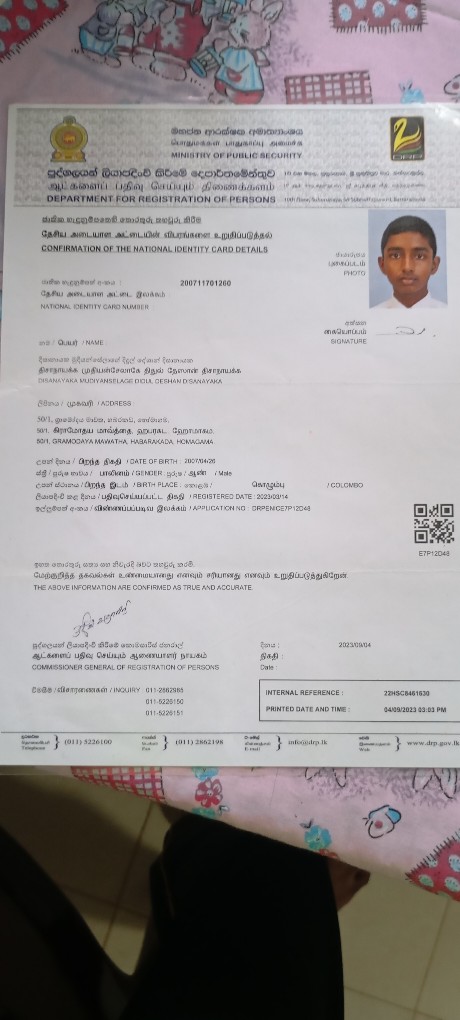 මහජන ආරක්ෂක අමාත්‍යාංශය
பொதுமக்கள் பாதுகாப்பு அமைச்சு
MINISTRY OF PUBLIC SECURITY
DRP
පුද්ගලයන් ලියාපදිංචි කිරීමේ දෙපාර්තමේන්තුව
ஆட்களைப் பதிவு செய்யும் திணைக்களம்
DEPARTMENT FOR REGISTRATION OF PERSONS
ජාතික හැඳුනුම්පතෙහි තොරතුරු තහවුරු කිරීම
தேசிய அடையாள அட்டையின் விபரங்களை உறுதிப்படுத்தல்
CONFIRMATION OF THE NATIONAL IDENTITY CARD DETAILS
ඡායාරූපය
புகைப்படம்
PHOTO
ජාතික හැඳුනුම්පත් අංකය : 200711701260
தேசிய அடையாள அட்டை இலக்கம்
NATIONAL IDENTITY CARD NUMBER
අත්සන
கையொப்பம்
SIGNATURE
නම / பெயர் / NAME
දිසානායක මුදියන්සේලාගේ දිදුල් දේශාන් දිසානායක
திசாநாயக்க முதியன்சேலாகே திதுல் தேஸான் திசாநாயக்க
DISANAYAKA MUDIYANSELAGE DIDUL DESHAN DISANAYAKA
ලිපිනය / முகவரி / ADDRESS :
50/1, ග්‍රාමෝදය මාවත, හබරකඩ, හෝමාගම.
50/1, கிராமோதய மாவத்தை, ஹபரகட, ஹோமாகம.
50/1, GRAMODAYA MAWATHA, HABARAKADA, HOMAGAMA
උපන් දිනය / பிறந்த திகதி / DATE OF BIRTH : 2007/04/26
ස්ත්‍රී / පුරුෂ භාවය / பாலினம் / GENDER : පුරුෂ / ஆண் / Male
උපන් ස්ථානය / பிறந்த இடம் / BIRTH PLACE : කොළඹ / கொழும்பு / COLOMBO
ලියාපදිංචි කළ දිනය / பதிவுசெய்யப்பட்ட திகதி / REGISTERED DATE : 2023/03/14
ඉල්ලුම්පත් අංකය / விண்ணப்பப்படிவ இலக்கம் / APPLICATION NO : DRPENICE7P12D48
E7P12D48
ඉහත තොරතුරු සත්‍ය සහ නිවැරදි බවට තහවුරු කරමි.
மேற்குறித்த தகவல்கள் உண்மையானது எனவும் சரியானது எனவும் உறுதிப்படுத்துகிறேன்.
THE ABOVE INFORMATION ARE CONFIRMED AS TRUE AND ACCURATE.
පුද්ගලයන් ලියාපදිංචි කිරීමේ කොමසාරිස් ජනරාල්
ஆட்களைப் பதிவு செய்யும் ஆணையாளர் நாயகம்
COMMISSIONER GENERAL OF REGISTRATION OF PERSONS
දිනය : 2023/09/04
திகதி :
Date :
විමසීම් / விசாரணைகள் / INQUIRY : 011-2862985
011-5226150
011-5226151
INTERNAL REFERENCE : 22HSC8461630
PRINTED DATE AND TIME : 04/09/2023 03:03 PM
දුරකථන
Telephone
(011) 5226100
Fax
(011) 2862198
E-mail
info@drp.lk
Web
www.drp.gov.lk